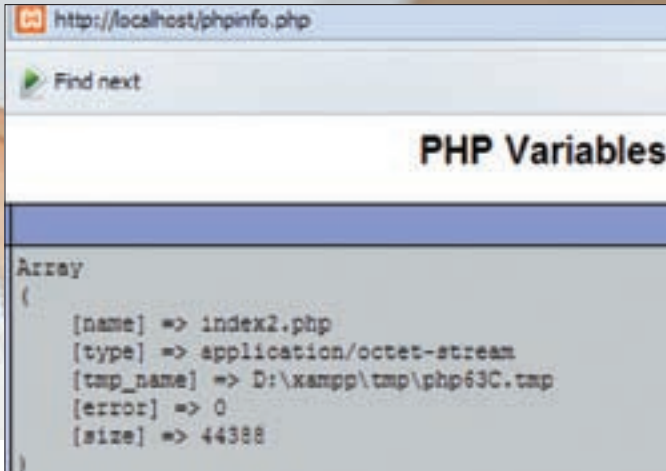 http://localhost/phpinfo.php
Find next
PHP Variables
Array
(
[name] => index2.php
[type] => application/octet-stream
[tmp_name] => D:\xampp\tmp\php63C.tmp
[error] => 0
[size] => 44388
)